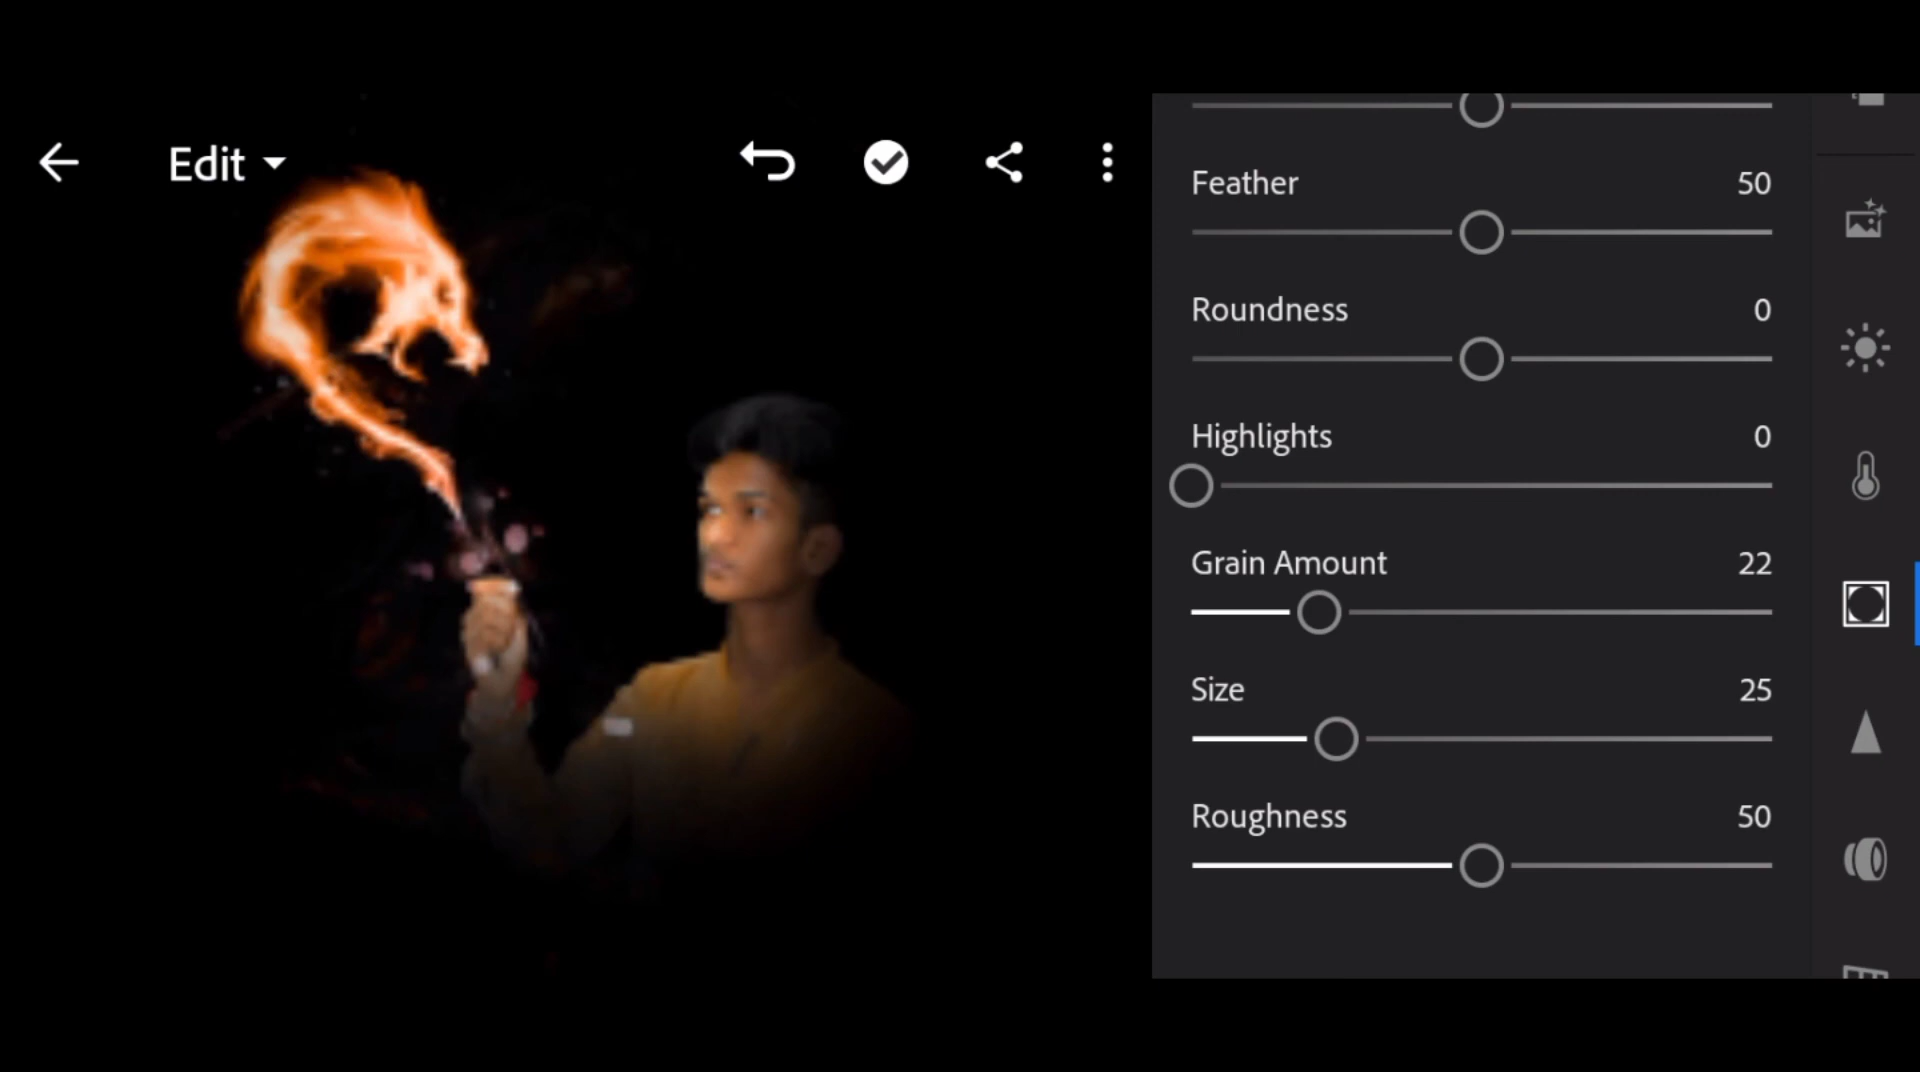 Edit
Feather 50
Roundness 0
Highlights 0
Grain Amount 22
Size 25
Roughness 50